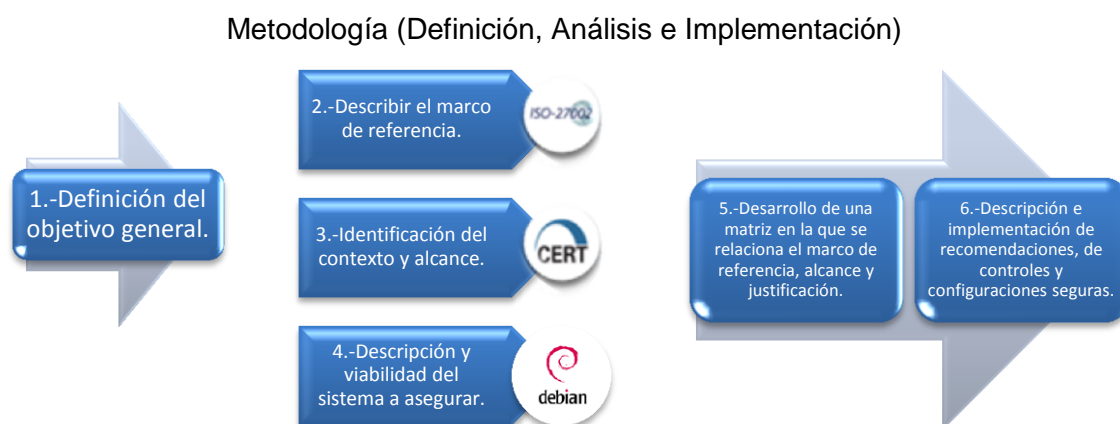 Metodología (Definición, Análisis e Implementación)
1.-Definición del
objetivo general.
2.-Describir el marco
de referencia.
ISO-27002
3.-Identificación del
contexto y alcance.
CERT
4.-Descripción y
viabilidad del
sistema a asegurar.
debian
5.-Desarrollo de una
matriz en la que se
relaciona el marco de
referencia, alcance y
justificación.
6.-Descripción e
implementación de
recomendaciones, de
controles y
configuraciones seguras.